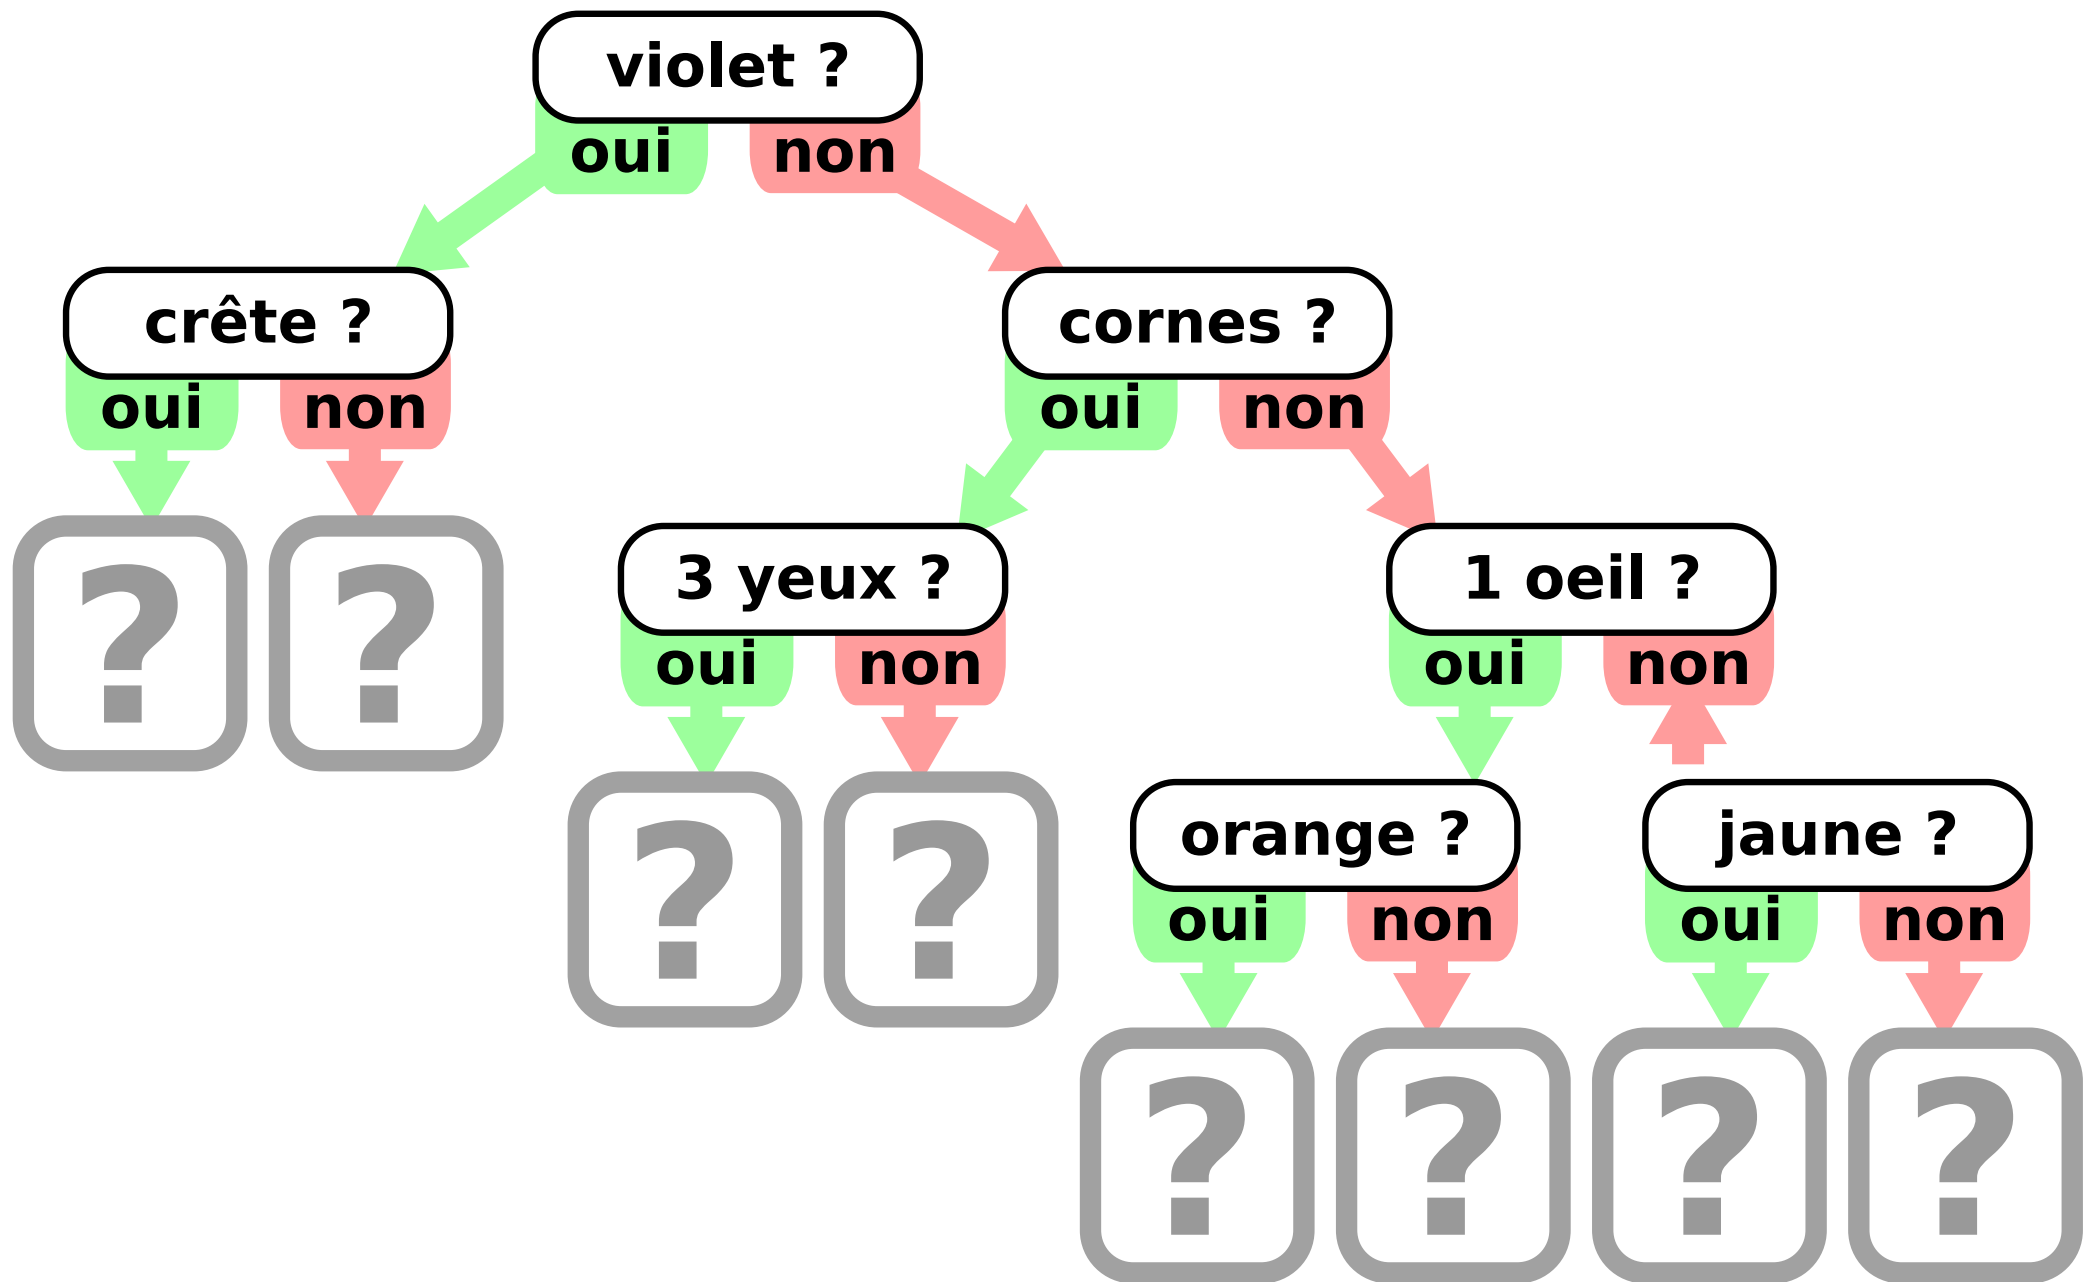 violet ?
oui non
crête ? cornes ?
oui non oui non
3 yeux ? 1 oeil ?
? ? oui non oui non
orange ? jaune ?
? ? oui non oui non
? ? ? ?